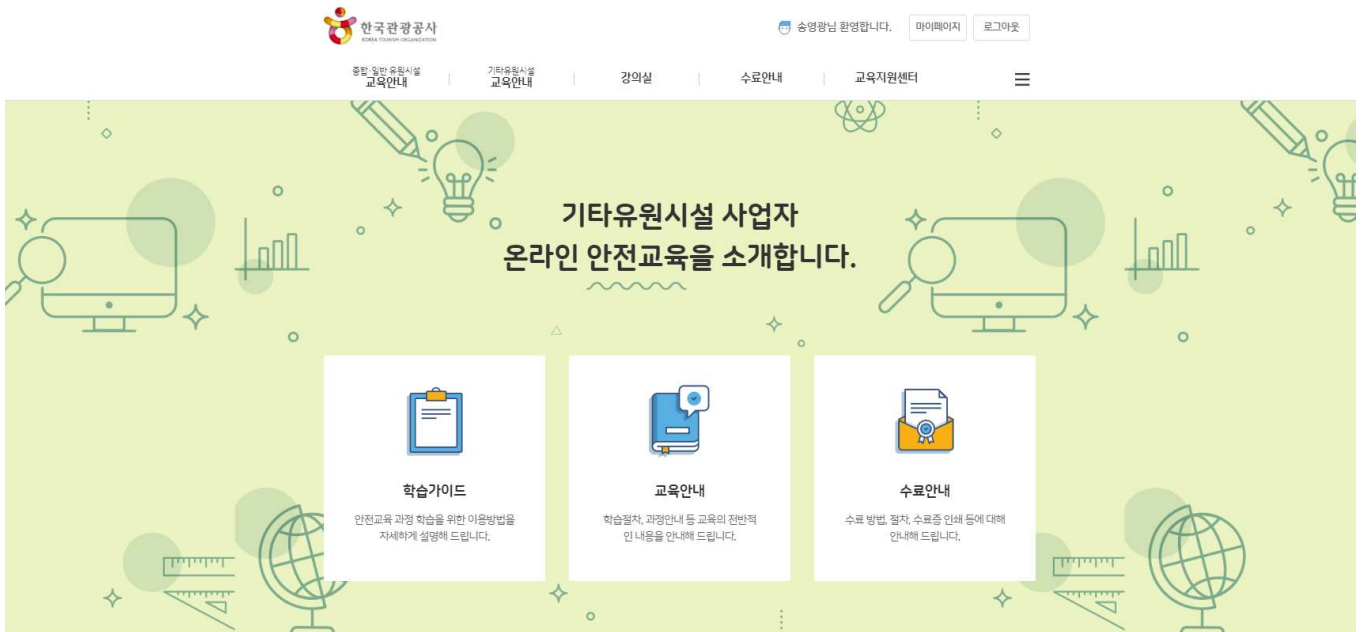 한국관광공사
KOREA TOURISM ORGANIZATION
송영광님 환영합니다.
마이페이지
로그아웃
종합·일반 유원시설
교육안내
기타유원시설
교육안내
강의실
수료안내
교육지원센터
기타유원시설 사업자
온라인 안전교육을 소개합니다.
학습가이드
안전교육 과정 학습을 위한 이용방법을
자세하게 설명해 드립니다.
교육안내
학습절차, 과정안내 등 교육의 전반적
인 내용을 안내해 드립니다.
수료안내
수료 방법, 절차, 수료증 인쇄 등에 대해
안내해 드립니다.